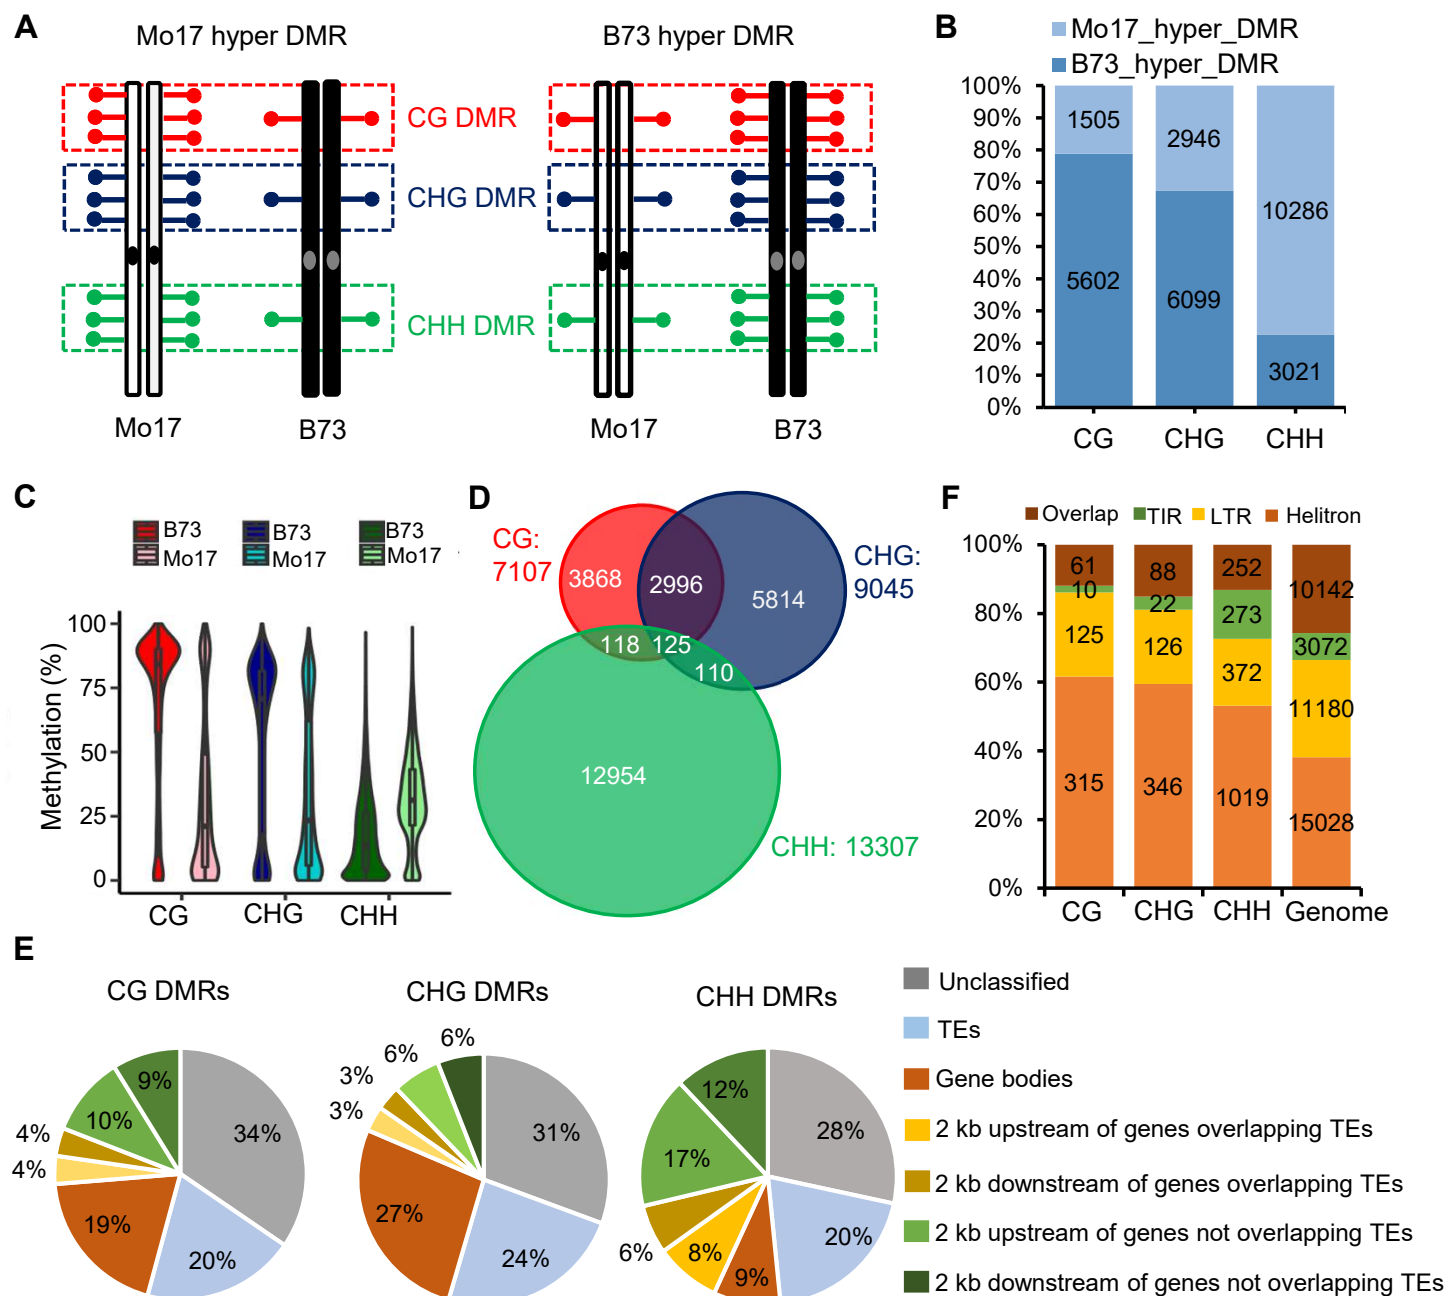 A
Mo17 hyper DMR
B73 hyper DMR
CG DMR
CHG DMR
CHH DMR
Mo17
B73
Mo17
B73
B
Mo17_hyper_DMR
B73_hyper_DMR
100%
90%
80%
70%
60%
50%
40%
30%
20%
10%
0%
1505
2946
10286
5602
6099
3021
CG
CHG
CHH
C
B73
Mo17
B73
Mo17
B73
Mo17
Methylation (%)
100
75
50
25
0
CG
CHG
CHH
D
CG:
7107
CHG:
9045
3868
2996
5814
118
125
110
12954
CHH: 13307
F
Overlap
TIR
LTR
Helitron
100%
80%
60%
40%
20%
0%
61
88
252
10142
10
22
273
3072
125
126
372
11180
315
346
1019
15028
CG
CHG
CHH
Genome
E
CG DMRs
9%
10%
34%
4%
4%
19%
20%
CHG DMRs
6%
6%
3%
3%
31%
27%
24%
CHH DMRs
12%
17%
28%
6%
8%
9%
20%
Unclassified
TEs
Gene bodies
2 kb upstream of genes overlapping TEs
2 kb downstream of genes overlapping TEs
2 kb upstream of genes not overlapping TEs
2 kb downstream of genes not overlapping TEs